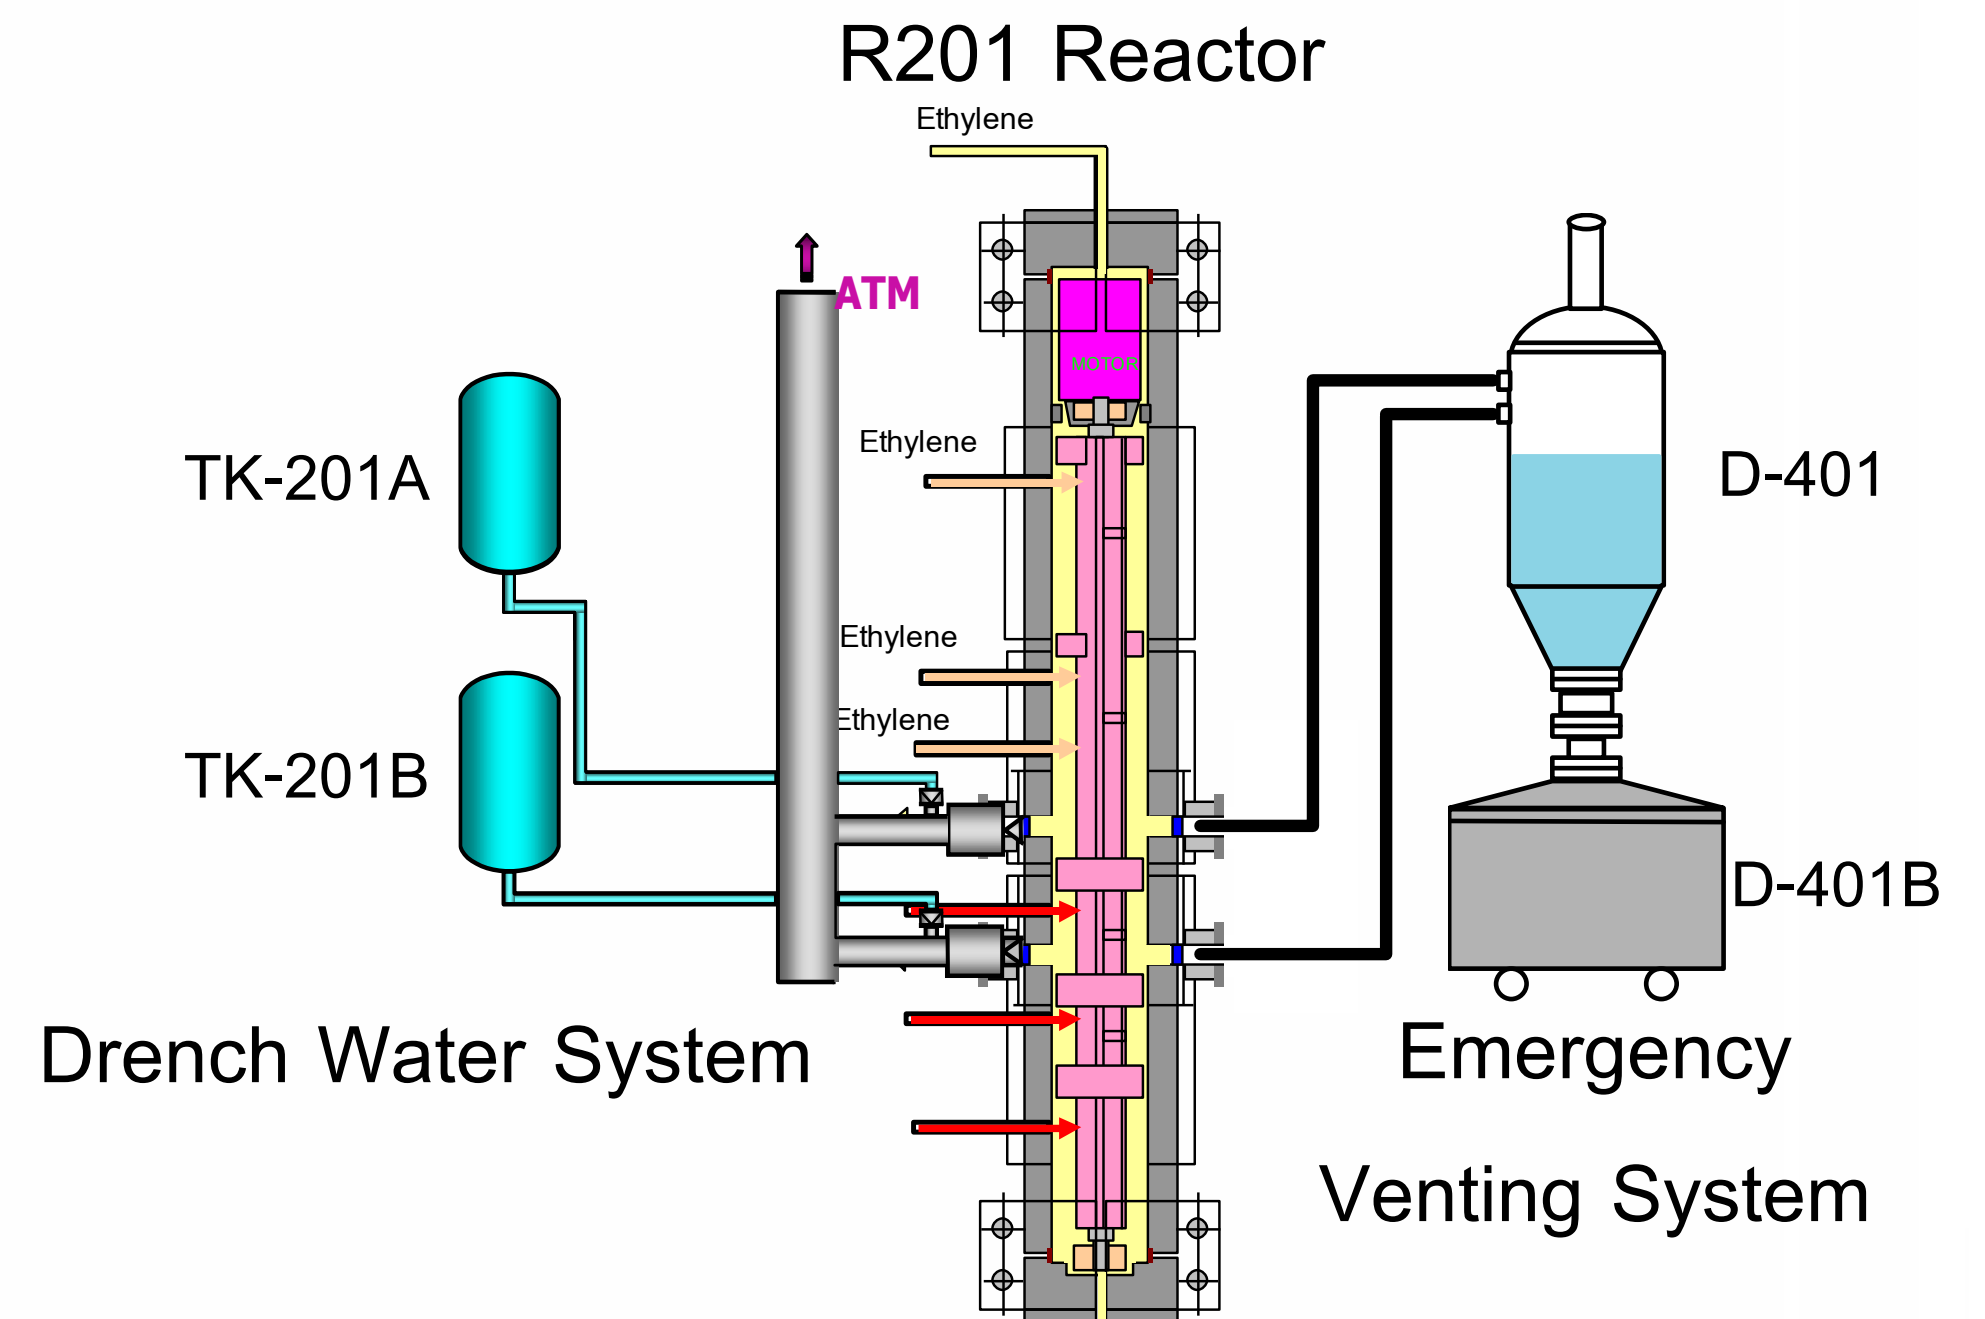 R201 Reactor
Ethylene
ATM
MOTOR
Ethylene
TK-201A
D-401
Ethylene
Ethylene
TK-201B
D-401B
Drench Water System
Emergency
Venting System